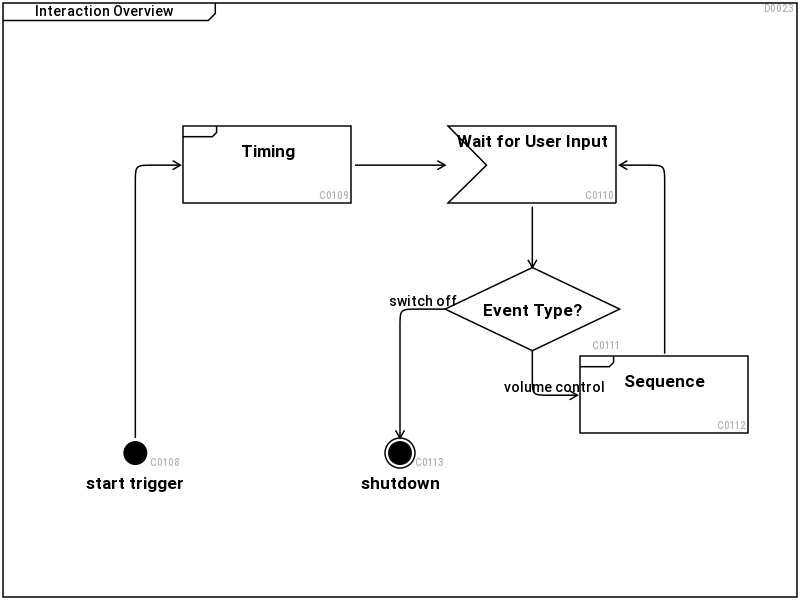 Interaction Overview
D0023
Timing
C0109
Wait for User Input
C0110
switch off
Event Type?
C0111
volume control
Sequence
C0112
C0108
start trigger
C0113
shutdown